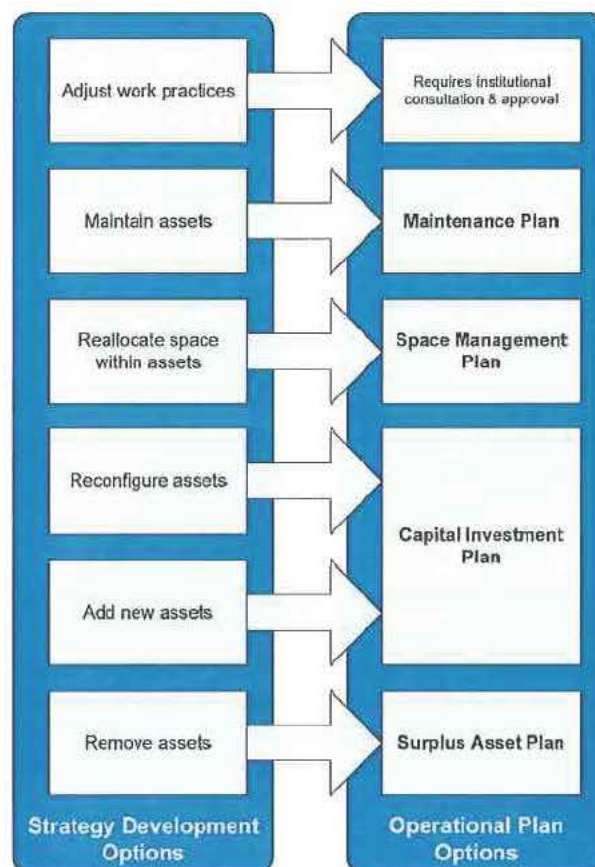 Adjust work practices
Requires institutional
consultation & approval
Maintain assets
Maintenance Plan
Reallocate space
within assets
Space Management
Plan
Reconfigure assets
Capital Investment
Plan
Add new assets
Remove assets
Surplus Asset Plan
Strategy Development
Options
Operational Plan
Options